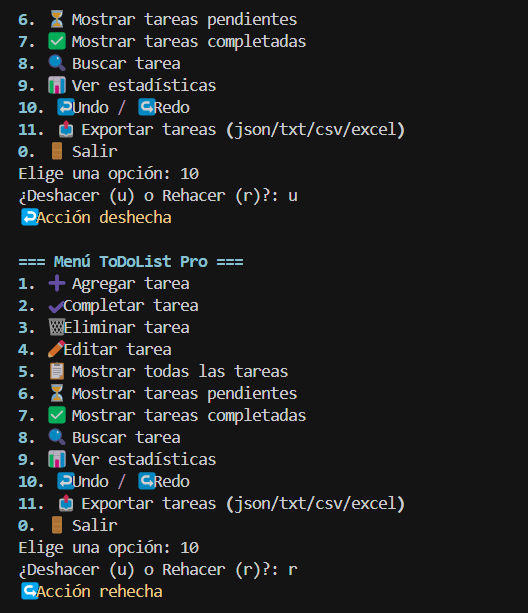 6. ⏳ Mostrar tareas pendientes
7. ✅ Mostrar tareas completadas
8. 🔍 Buscar tarea
9. 📊 Ver estadísticas
10. ↩️Undo / ↪️Redo
11. 📤 Exportar tareas (json/txt/csv/excel)
0. 🚪 Salir
Elige una opción: 10
¿Deshacer (u) o Rehacer (r)?: u
↩️Acción deshecha
=== Menú ToDoList Pro ===
1. ➕ Agregar tarea
2. ✔️Completar tarea
3. 🗑️Eliminar tarea
4. ✏️Editar tarea
5. 📋 Mostrar todas las tareas
6. ⏳ Mostrar tareas pendientes
7. ✅ Mostrar tareas completadas
8. 🔍 Buscar tarea
9. 📊 Ver estadísticas
10. ↩️Undo / ↪️Redo
11. 📤 Exportar tareas (json/txt/csv/excel)
0. 🚪 Salir
Elige una opción: 10
¿Deshacer (u) o Rehacer (r)?: r
↪️Acción rehecha